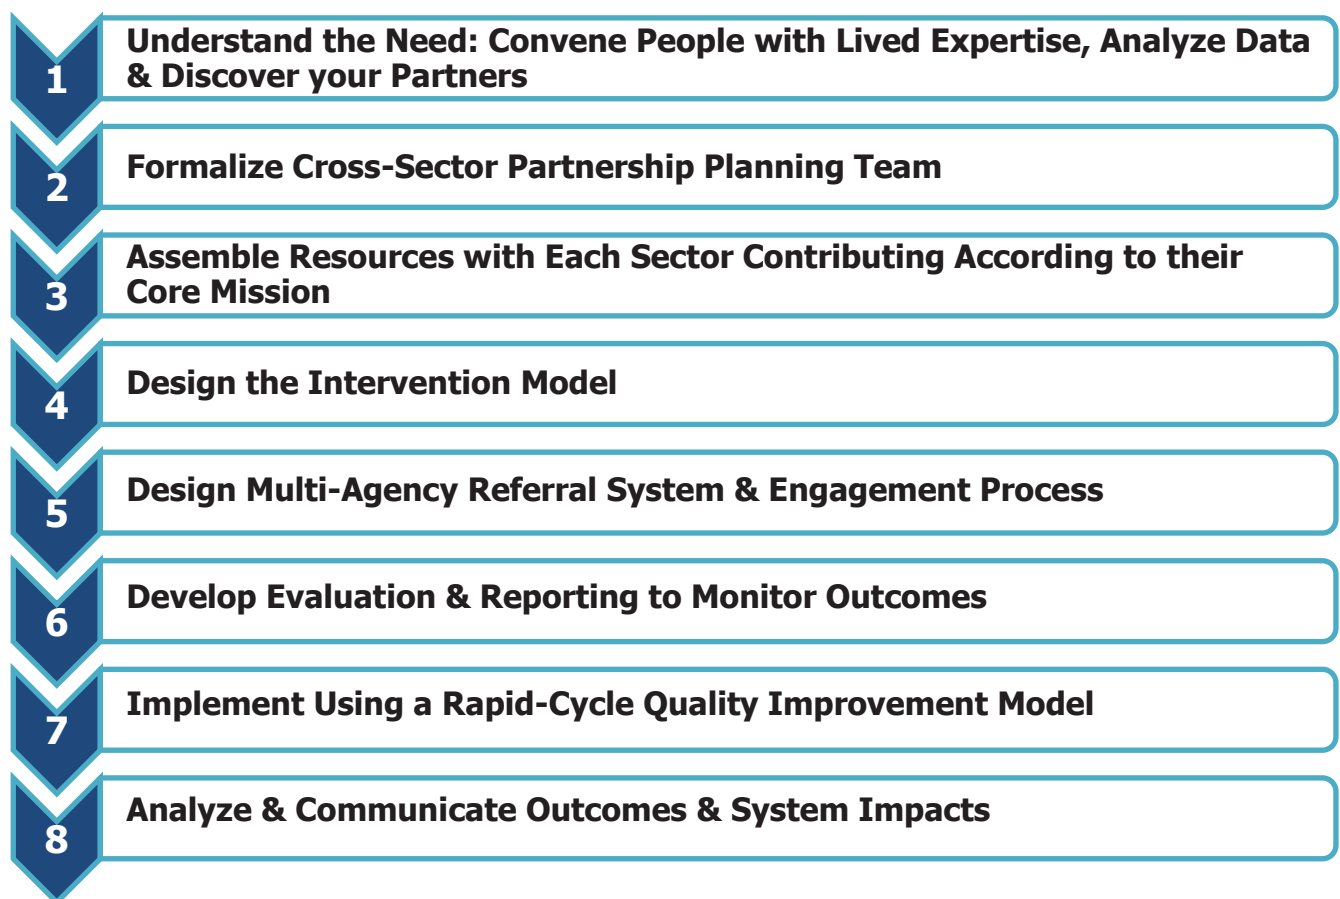 1
Understand the Need: Convene People with Lived Expertise, Analyze Data
& Discover your Partners
2
Formalize Cross-Sector Partnership Planning Team
3
Assemble Resources with Each Sector Contributing According to their
Core Mission
4
Design the Intervention Model
5
Design Multi-Agency Referral System & Engagement Process
6
Develop Evaluation & Reporting to Monitor Outcomes
7
Implement Using a Rapid-Cycle Quality Improvement Model
8
Analyze & Communicate Outcomes & System Impacts